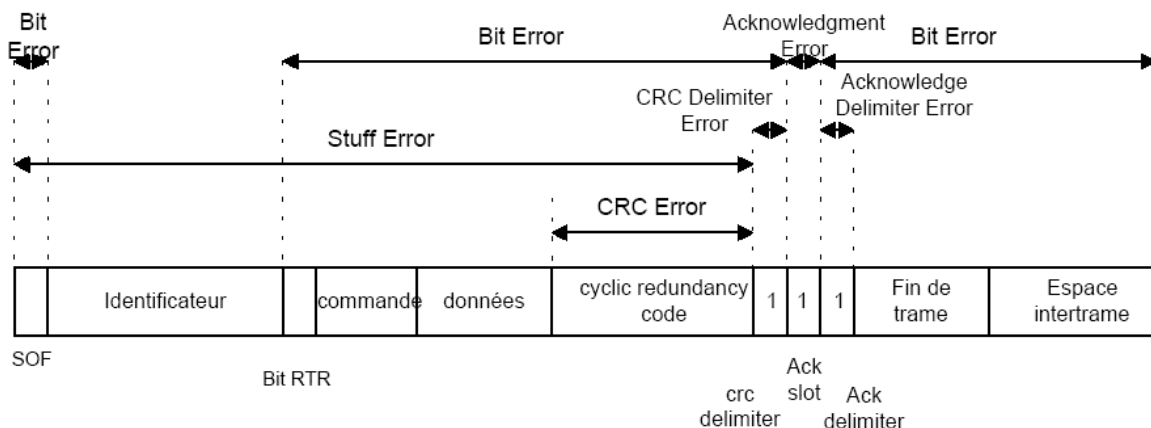 Bit
Error
Bit Error
Acknowledgment
Error
Bit Error
CRC Delimiter
Error
Acknowledge
Delimiter Error
Stuff Error
CRC Error
Identificateur
commande
données
cyclic redundancy
code
1
1
1
Fin de
trame
Espace
intertrame
SOF
Bit RTR
crc
delimiter
Ack
slot
Ack
delimiter